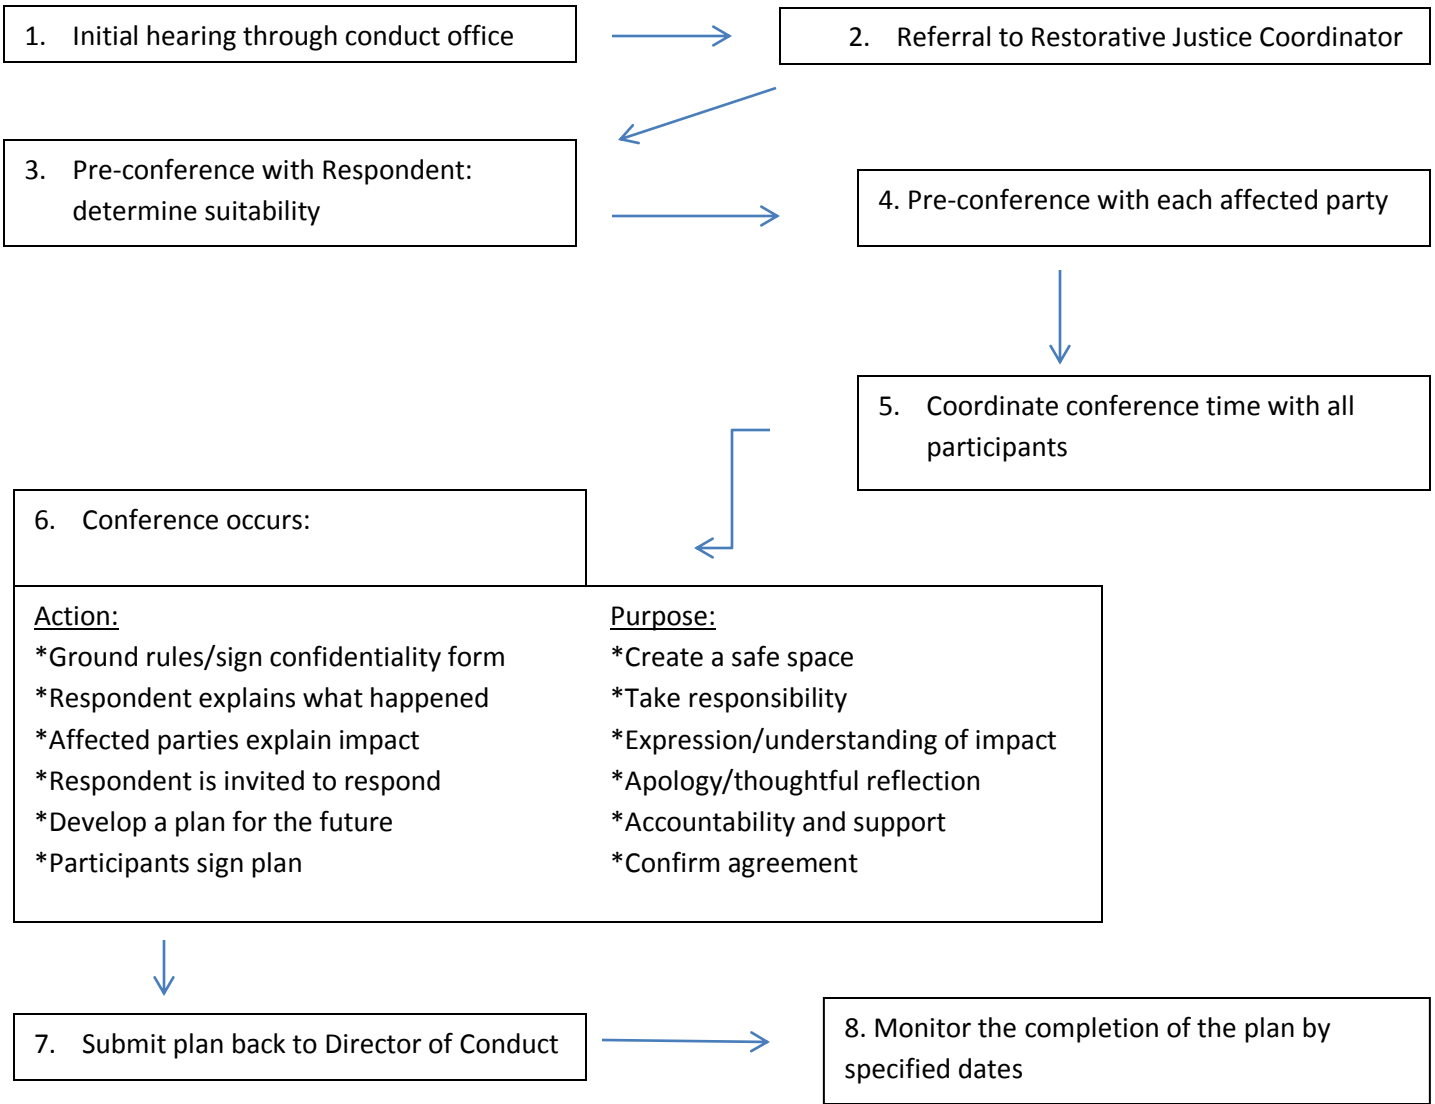 1. Initial hearing through conduct office
2. Referral to Restorative Justice Coordinator
3. Pre-conference with Respondent:
determine suitability
4. Pre-conference with each affected party
5. Coordinate conference time with all
participants
6. Conference occurs:
Action:
*Ground rules/sign confidentiality form
*Respondent explains what happened
*Affected parties explain impact
*Respondent is invited to respond
*Develop a plan for the future
*Participants sign plan
Purpose:
*Create a safe space
*Take responsibility
*Expression/understanding of impact
*Apology/thoughtful reflection
*Accountability and support
*Confirm agreement
7. Submit plan back to Director of Conduct
8. Monitor the completion of the plan by
specified dates